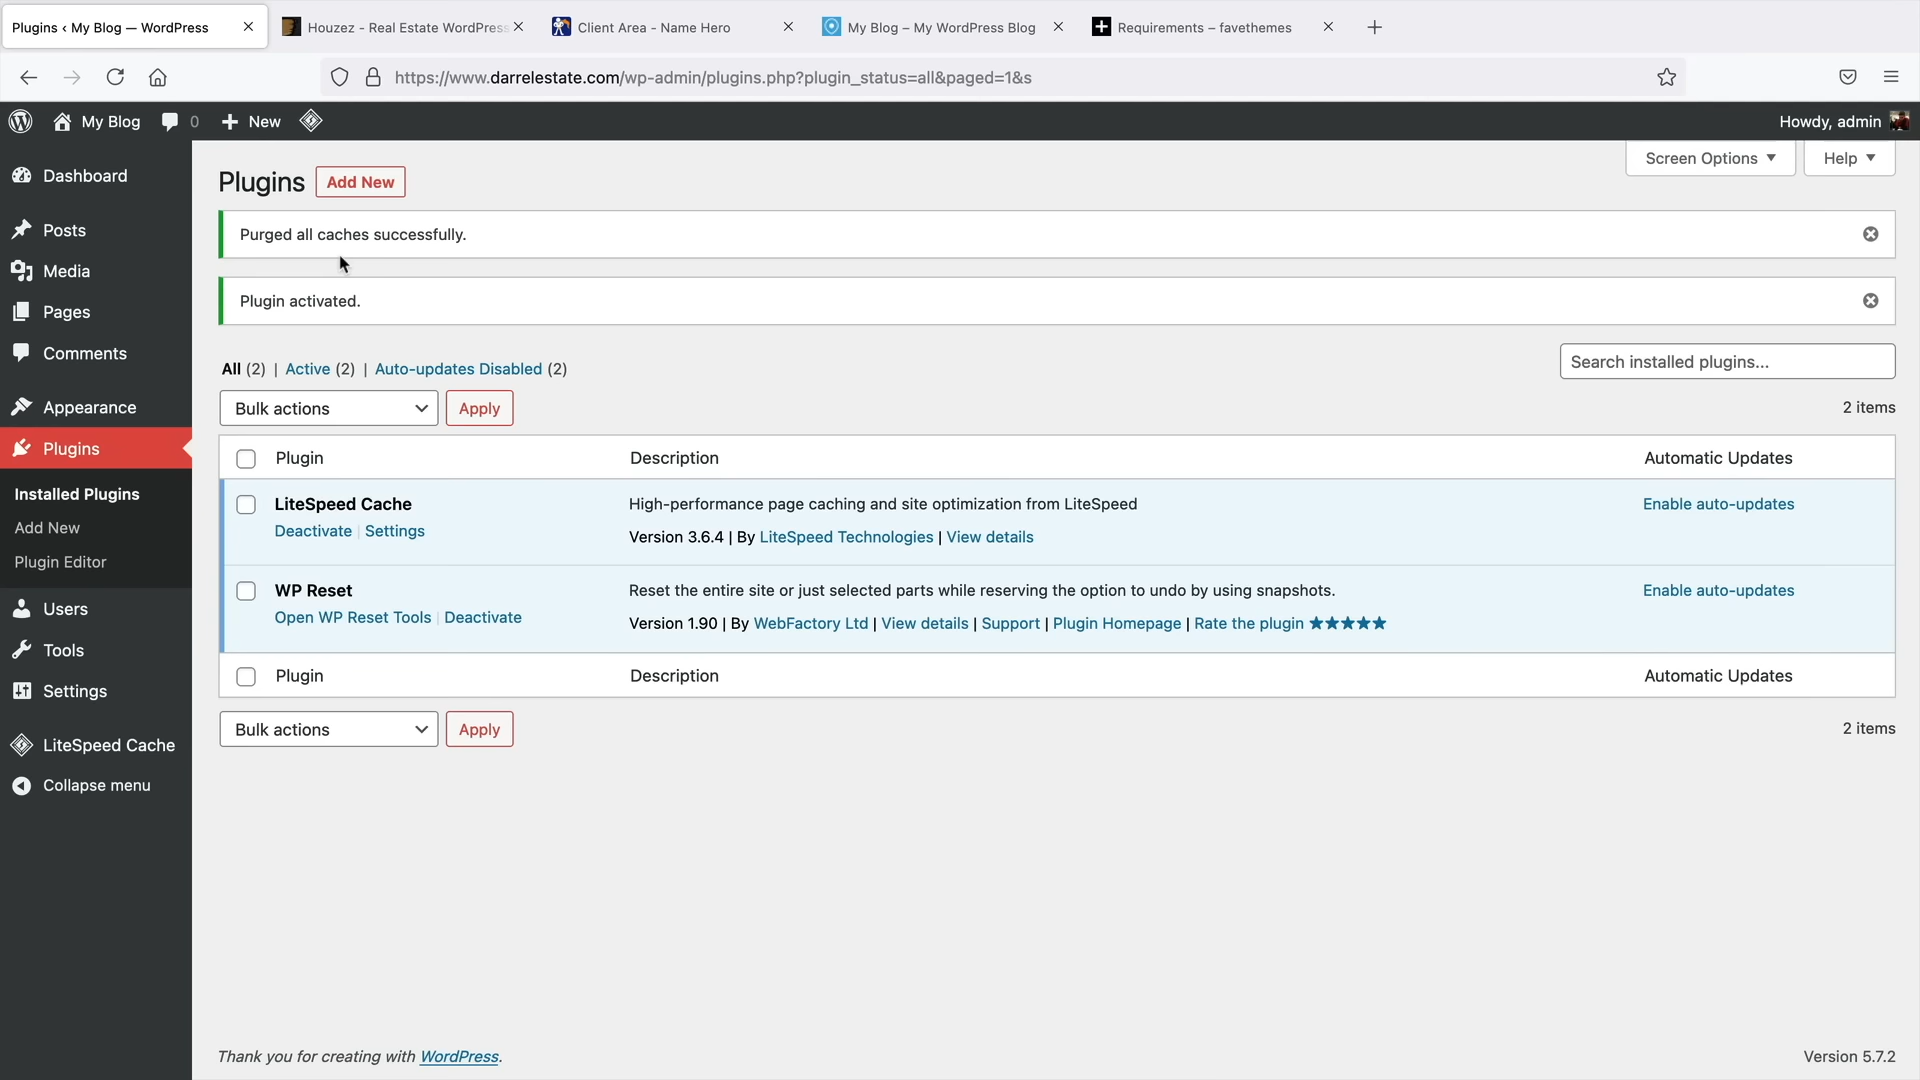 Plugins ‹ My Blog — WordPress
Houzez - Real Estate WordPress
Client Area - Name Hero
My Blog – My WordPress Blog
Requirements – favethemes
https://www.darrelestate.com/wp-admin/plugins.php?plugin_status=all&paged=1&s
My Blog
0
New
Howdy, admin
Dashboard
Posts
Media
Pages
Comments
Appearance
Plugins
Installed Plugins
Add New
Plugin Editor
Users
Tools
Settings
LiteSpeed Cache
Collapse menu
Screen Options
Help
Plugins
Add New
Purged all caches successfully.
Plugin activated.
All (2) | Active (2) | Auto-updates Disabled (2)
Search installed plugins...
Bulk actions
Apply
2 items
Plugin
Description
Automatic Updates
LiteSpeed Cache
Deactivate | Settings
High-performance page caching and site optimization from LiteSpeed
Version 3.6.4 | By LiteSpeed Technologies | View details
Enable auto-updates
WP Reset
Open WP Reset Tools | Deactivate
Reset the entire site or just selected parts while reserving the option to undo by using snapshots.
Version 1.90 | By WebFactory Ltd | View details | Support | Plugin Homepage | Rate the plugin ★★★★★
Enable auto-updates
Plugin
Description
Automatic Updates
Bulk actions
Apply
2 items
Thank you for creating with WordPress.
Version 5.7.2